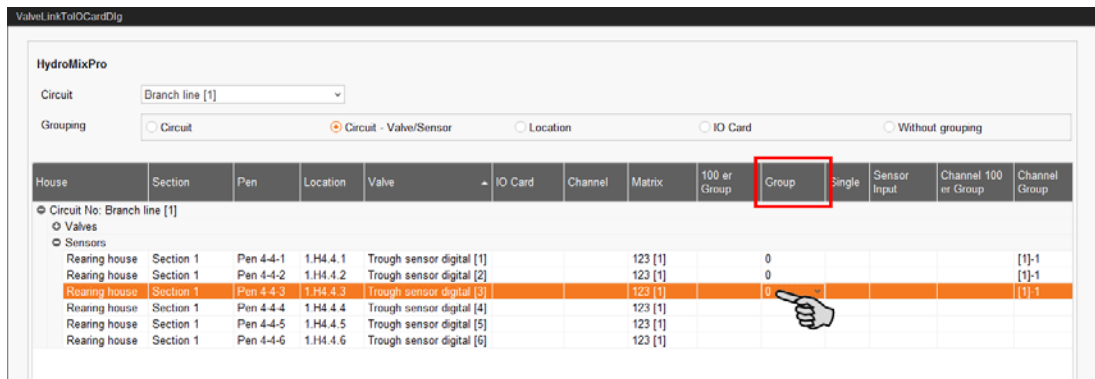 ValveLinkToIOCardDlg
HydroMixPro
Circuit Branch line [1]
Grouping Circuit Circuit - Valve/Sensor Location IO Card Without grouping
House Section Pen Location Valve IO Card Channel Matrix 100 er Group Group Single Sensor Input Channel 100 er Group Channel Group
Circuit No: Branch line [1]
Valves
Sensors
Rearing house Section 1 Pen 4-4-1 1.H4.4.1 Trough sensor digital [1] 123 [1] 0 [1]-1
Rearing house Section 1 Pen 4-4-2 1.H4.4.2 Trough sensor digital [2] 123 [1] 0 [1]-1
Rearing house Section 1 Pen 4-4-3 1.H4.4.3 Trough sensor digital [3] 123 [1] 0 [1]-1
Rearing house Section 1 Pen 4-4-4 1.H4.4.4 Trough sensor digital [4] 123 [1]
Rearing house Section 1 Pen 4-4-5 1.H4.4.5 Trough sensor digital [5] 123 [1]
Rearing house Section 1 Pen 4-4-6 1.H4.4.6 Trough sensor digital [6] 123 [1]